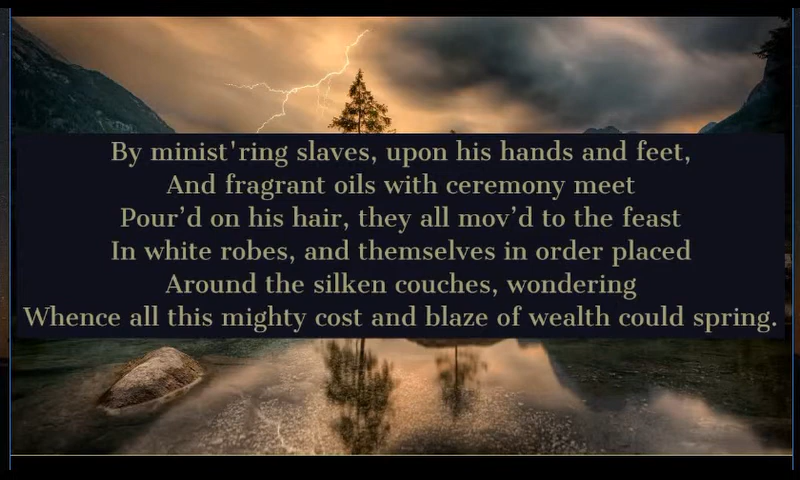 By minist'ring slaves, upon his hands and feet,
And fragrant oils with ceremony meet
Pour’d on his hair, they all mov’d to the feast
In white robes, and themselves in order placed
Around the silken couches, wondering
Whence all this mighty cost and blaze of wealth could spring.